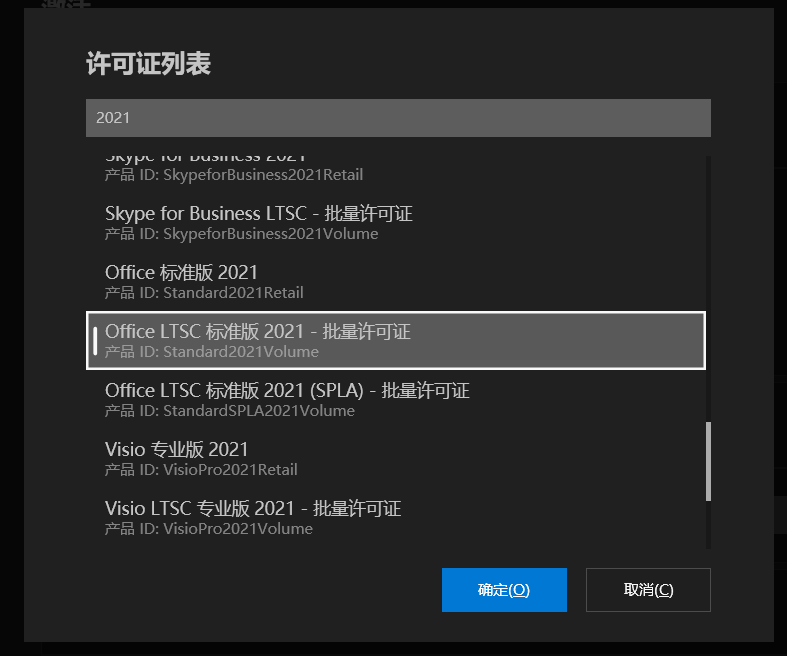 许可证列表
2021
Skype for Business 2021
产品 ID: SkypeforBusiness2021Retail
Skype for Business LTSC - 批量许可证
产品 ID: SkypeforBusiness2021Volume
Office 标准版 2021
产品 ID: Standard2021Retail
Office LTSC 标准版 2021 - 批量许可证
产品 ID: Standard2021Volume
Office LTSC 标准版 2021 (SPLA) - 批量许可证
产品 ID: StandardSPLA2021Volume
Visio 专业版 2021
产品 ID: VisioPro2021Retail
Visio LTSC 专业版 2021 - 批量许可证
产品 ID: VisioPro2021Volume
确定(O) 取消(C)